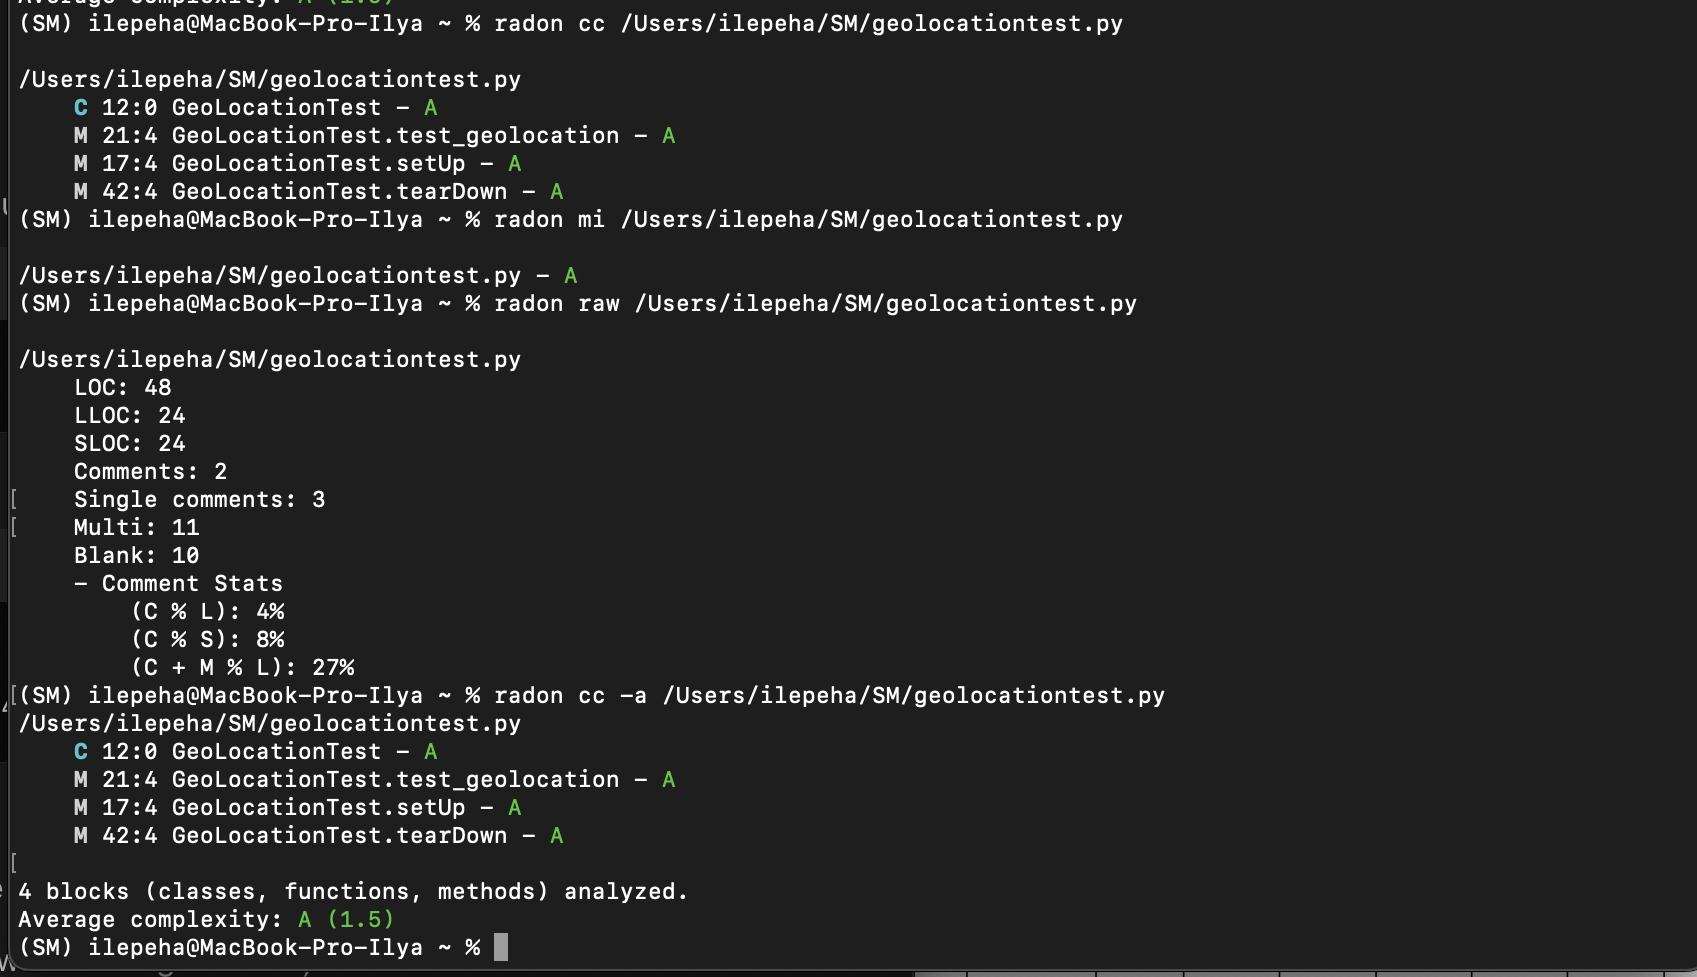 Average complexity: A (1.5)
(SM) ilepeha@MacBook-Pro-Ilya ~ % radon cc /Users/ilepeha/SM/geolocationtest.py
/Users/ilepeha/SM/geolocationtest.py
    C 12:0 GeoLocationTest - A
    M 21:4 GeoLocationTest.test_geolocation - A
    M 17:4 GeoLocationTest.setUp - A
    M 42:4 GeoLocationTest.tearDown - A
(SM) ilepeha@MacBook-Pro-Ilya ~ % radon mi /Users/ilepeha/SM/geolocationtest.py
/Users/ilepeha/SM/geolocationtest.py - A
(SM) ilepeha@MacBook-Pro-Ilya ~ % radon raw /Users/ilepeha/SM/geolocationtest.py
/Users/ilepeha/SM/geolocationtest.py
    LOC: 48
    LLOC: 24
    SLOC: 24
    Comments: 2
[    Single comments: 3
[    Multi: 11
    Blank: 10
    - Comment Stats
        (C % L): 4%
        (C % S): 8%
        (C + M % L): 27%
[(SM) ilepeha@MacBook-Pro-Ilya ~ % radon cc -a /Users/ilepeha/SM/geolocationtest.py
/Users/ilepeha/SM/geolocationtest.py
    C 12:0 GeoLocationTest - A
    M 21:4 GeoLocationTest.test_geolocation - A
    M 17:4 GeoLocationTest.setUp - A
    M 42:4 GeoLocationTest.tearDown - A
[
4 blocks (classes, functions, methods) analyzed.
Average complexity: A (1.5)
(SM) ilepeha@MacBook-Pro-Ilya ~ %